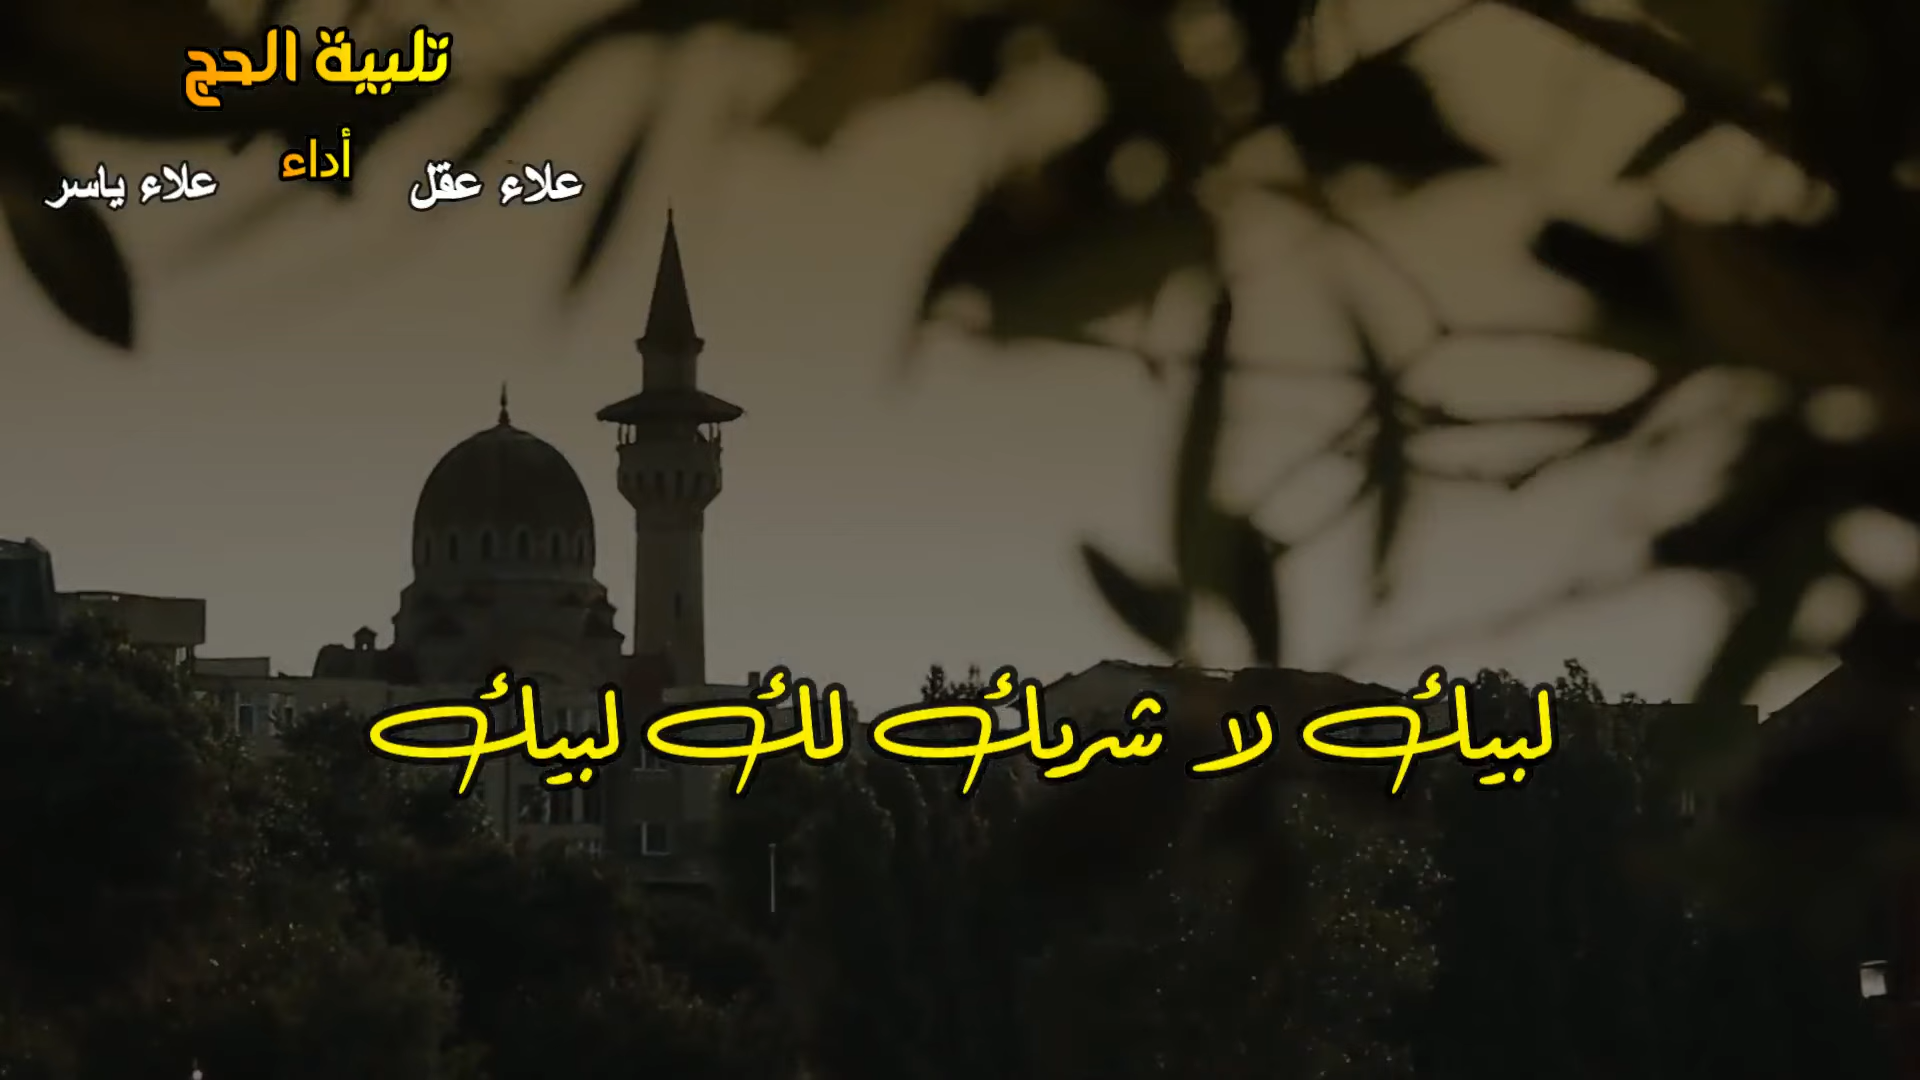 تلبية الحج
أداء
علاء عقل علاء ياسر
لبيك لا شريك لك لبيك